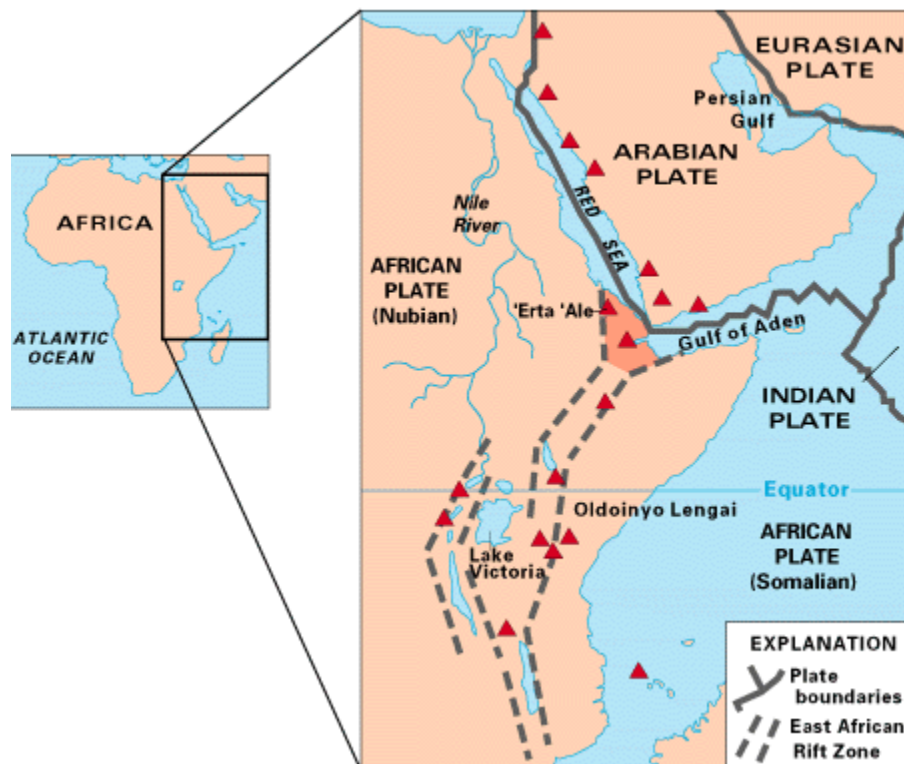 AFRICA
ATLANTIC
OCEAN
EURASIAN
PLATE
Persian
Gulf
ARABIAN
PLATE
RED
SEA
Nile
River
AFRICAN
PLATE
(Nubian)
'Erta 'Ale
Gulf of Aden
INDIAN
PLATE
Equator
Oldoinyo Lengai
Lake
Victoria
AFRICAN
PLATE
(Somalian)
EXPLANATION
Plate
boundaries
East African
Rift Zone